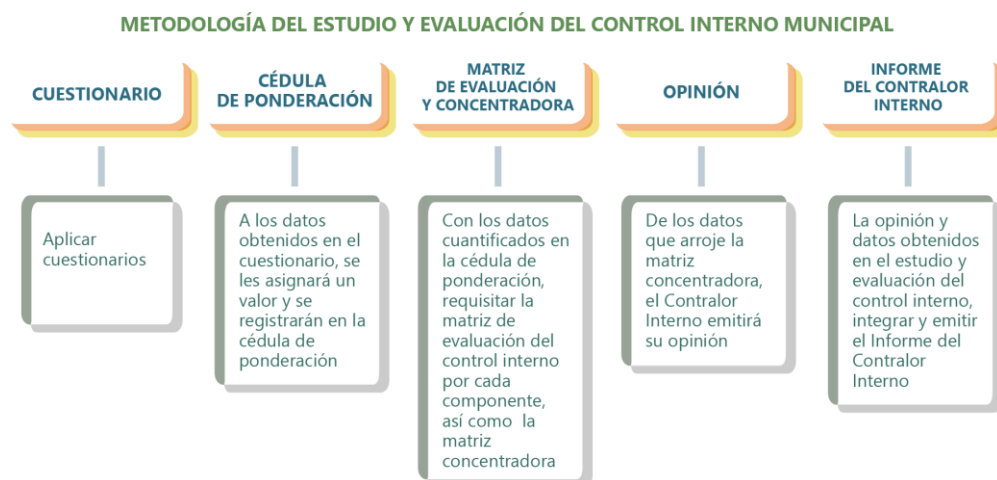 METODOLOGÍA DEL ESTUDIO Y EVALUACIÓN DEL CONTROL INTERNO MUNICIPAL
CUESTIONARIO
Aplicar
cuestionarios
CÉDULA
DE PONDERACIÓN
A los datos
obtenidos en el
cuestionario, se
les asignará un
valor y se
registrarán en la
cédula de
ponderación
MATRIZ
DE EVALUACIÓN
Y CONCENTRADORA
Con los datos
cuantificados en
la cédula de
ponderación,
requisitar la
matriz de
evaluación del
control interno
por cada
componente,
así como la
matriz
concentradora
OPINIÓN
De los datos
que arroje la
matriz
concentradora,
el Contralor
Interno emitirá
su opinión
INFORME
DEL CONTRALOR
INTERNO
La opinión y
datos obtenidos
en el estudio y
evaluación del
control interno,
integrar y emitir
el Informe del
Contralor
Interno